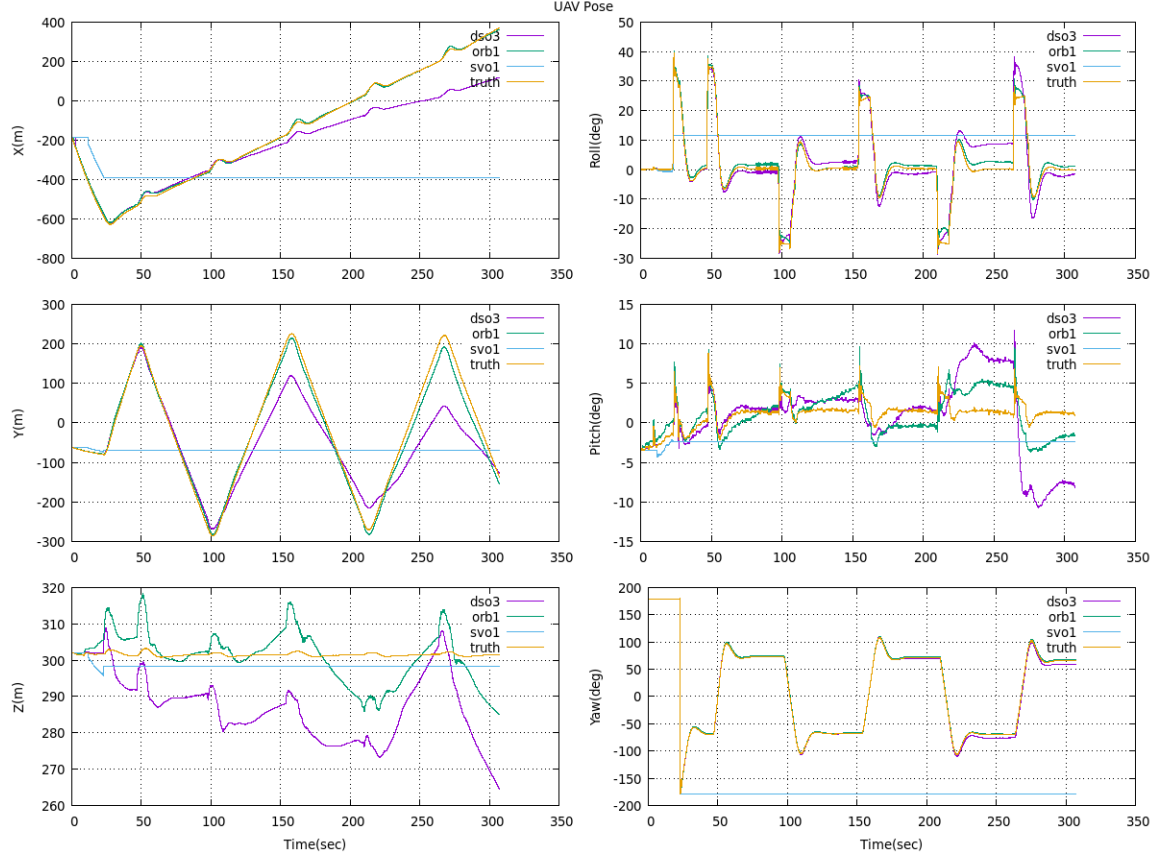 UAV Pose
X(m)
400
200
0
-200
-400
-600
-800
0 50 100 150 200 250 300 350
dso3
orb1
svo1
truth
Roll(deg)
50
40
30
20
10
0
-10
-20
-30
0 50 100 150 200 250 300 350
dso3
orb1
svo1
truth
Y(m)
300
200
100
0
-100
-200
-300
0 50 100 150 200 250 300 350
dso3
orb1
svo1
truth
Pitch(deg)
15
10
5
0
-5
-10
-15
0 50 100 150 200 250 300 350
dso3
orb1
svo1
truth
Z(m)
320
310
300
290
280
270
260
0 50 100 150 200 250 300 350
Time(sec)
dso3
orb1
svo1
truth
Yaw(deg)
200
150
100
50
0
-50
-100
-150
-200
0 50 100 150 200 250 300 350
Time(sec)
dso3
orb1
svo1
truth